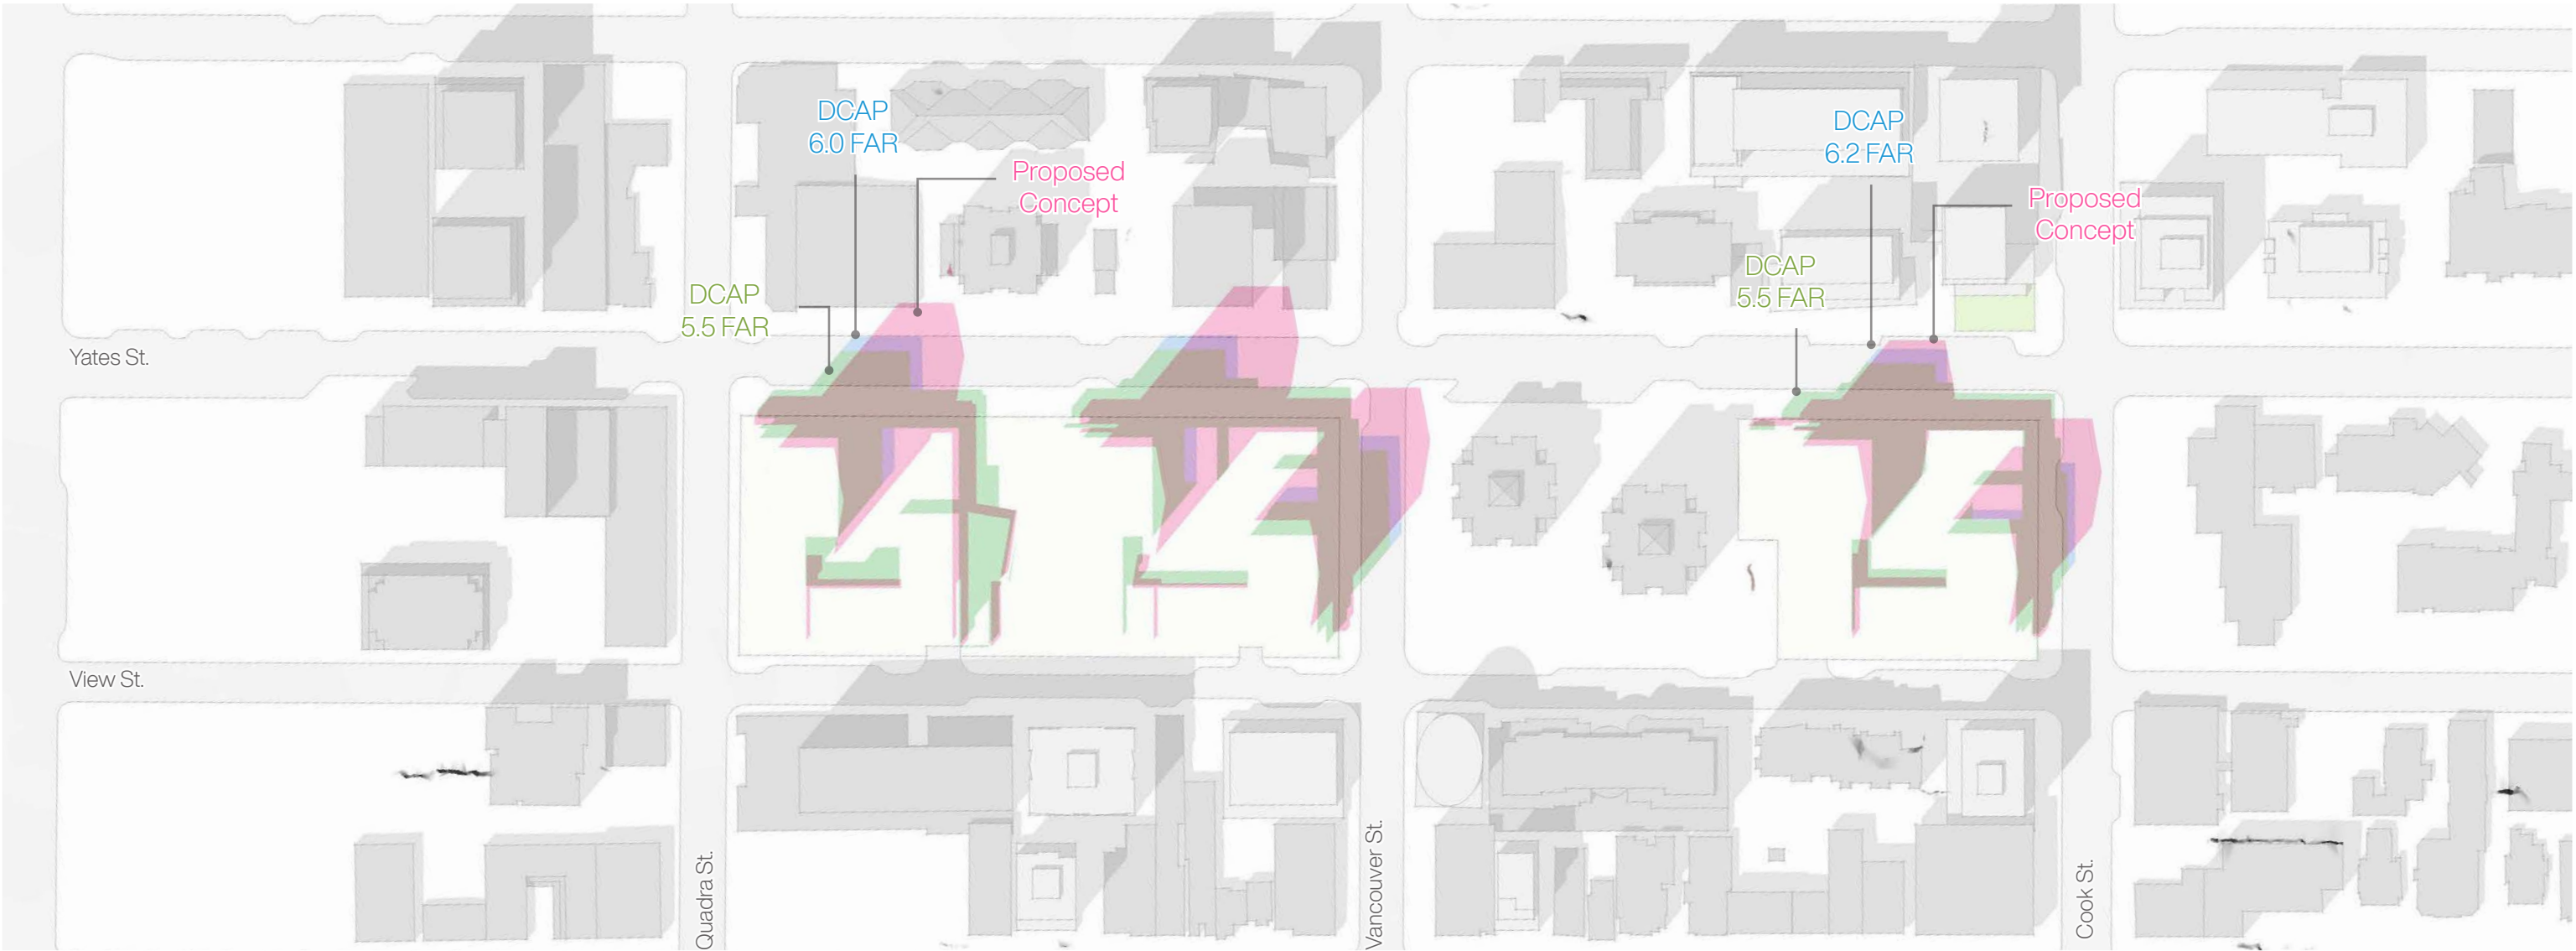 DCAP
6.0 FAR
DCAP
6.2 FAR
Proposed
Concept
Proposed
Concept
DCAP
5.5 FAR
DCAP
5.5 FAR
Yates St.
View St.
Quadra St.
Vancouver St.
Cook St.